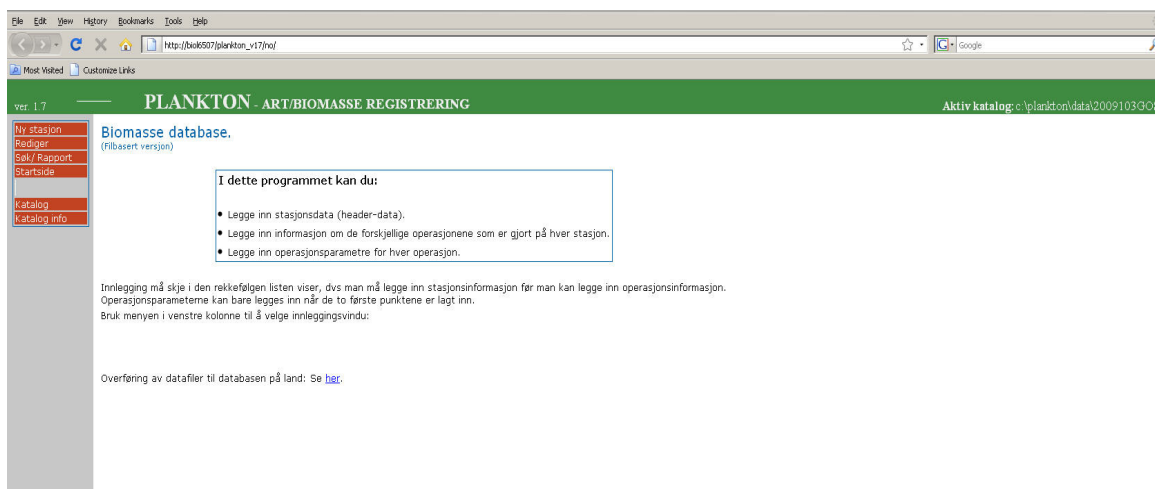 File Edit View History Bookmarks Tools Help
http://biol6507/plankton_v17/no/
Google
Most Visited Customize Links
ver. 1.7 PLANKTON - ART/BIOMASSE REGISTRERING Aktiv katalog: c:\plankton\data\2009103GOS
Ny stasjon
Rediger
Søk/ Rapport
Startside
Katalog
Katalog info
Biomasse database.
(Filbasert versjon)
I dette programmet kan du:
• Legge inn stasjonsdata (header-data).
• Legge inn informasjon om de forskjellige operasjonene som er gjort på hver stasjon.
• Legge inn operasjonsparametre for hver operasjon.
Innlegging må skje i den rekkefølgen listen viser, dvs man må legge inn stasjonsinformasjon før man kan legge inn operasjonsinformasjon.
Operasjonsparameterne kan bare legges inn når de to første punktene er lagt inn.
Bruk menyen i venstre kolonne til å velge innleggingsvindu:
Overføring av datafiler til databasen på land: Se her.